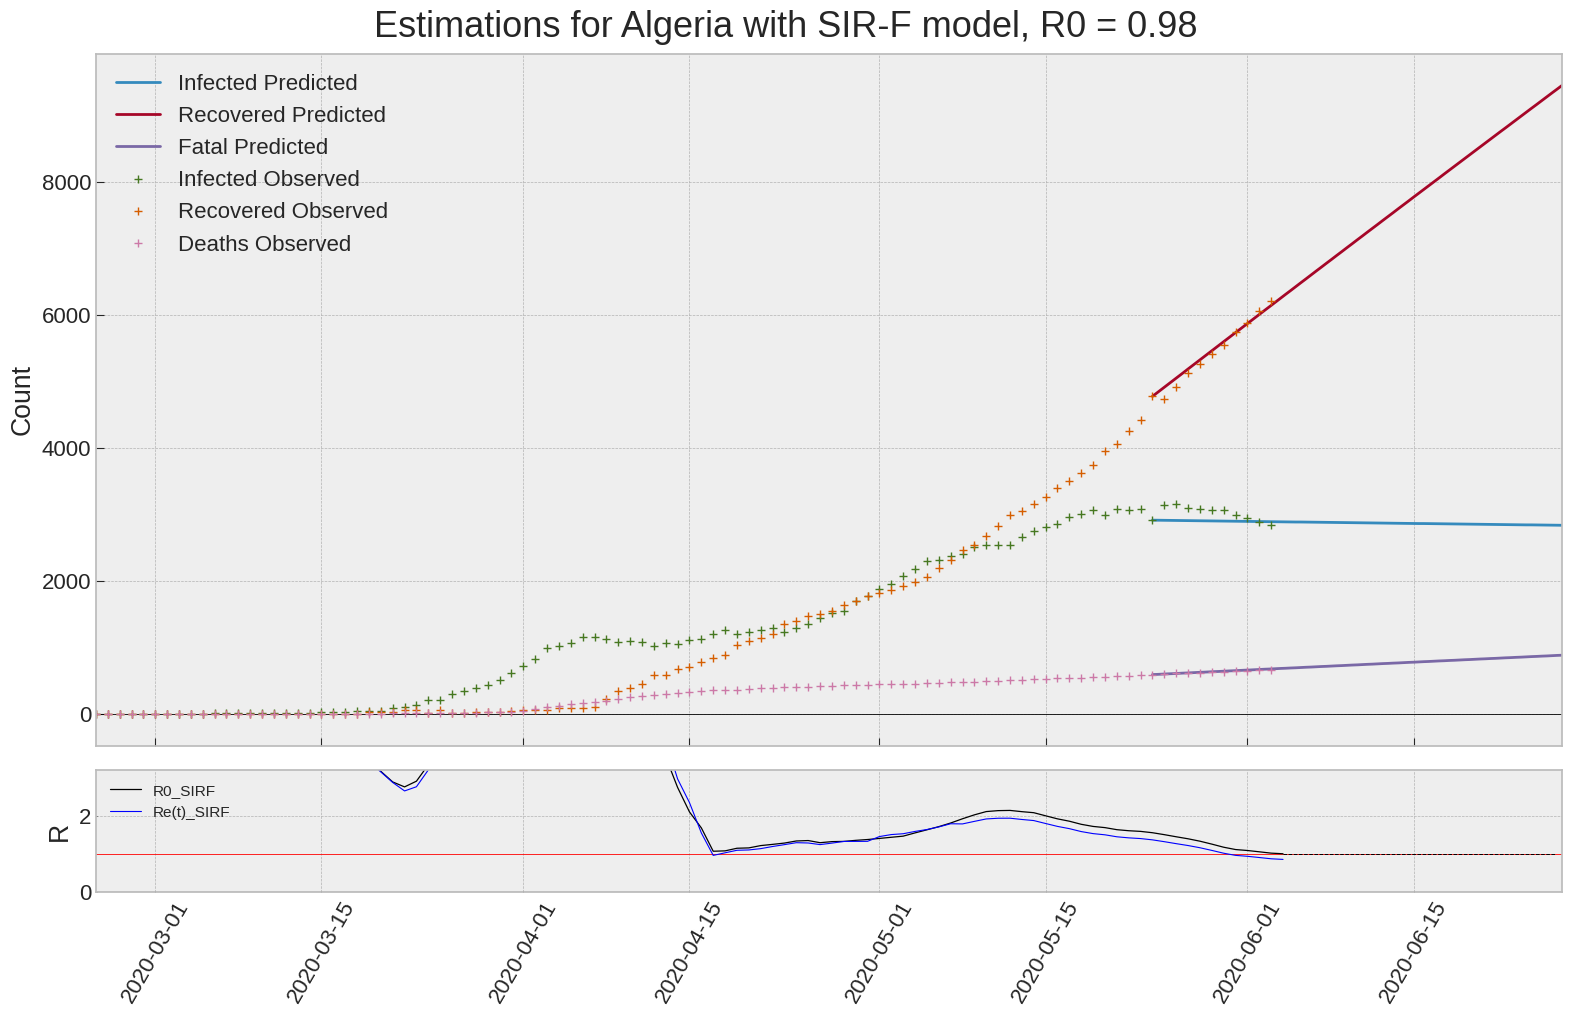 Estimations for Algeria with SIR-F model, R0 = 0.98
Infected Predicted
Recovered Predicted
Fatal Predicted
Infected Observed
Recovered Observed
Deaths Observed
8000
6000
4000
2000
0
Count
R0_SIRF
Re(t)_SIRF
2
0
R
2020-03-01
2020-03-15
2020-04-01
2020-04-15
2020-05-01
2020-05-15
2020-06-01
2020-06-15